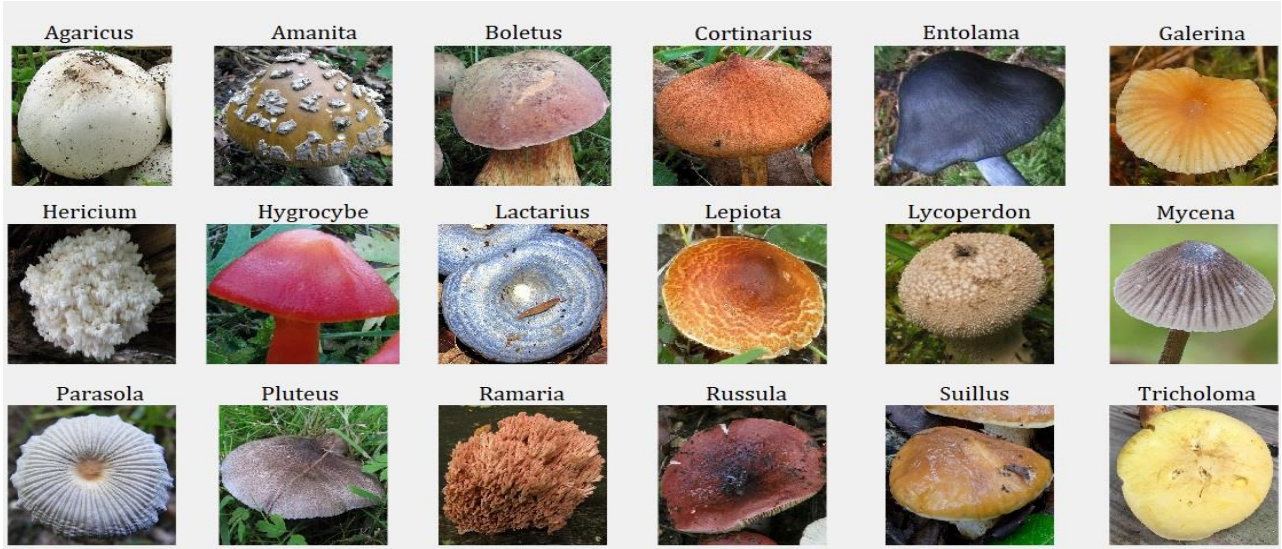 Agaricus Amanita Boletus Cortinarius Entolama Galerina
Hericium Hygrocybe Lactarius Lepiota Lycoperdon Mycena
Parasola Pluteus Ramaria Russula Suillus Tricholoma